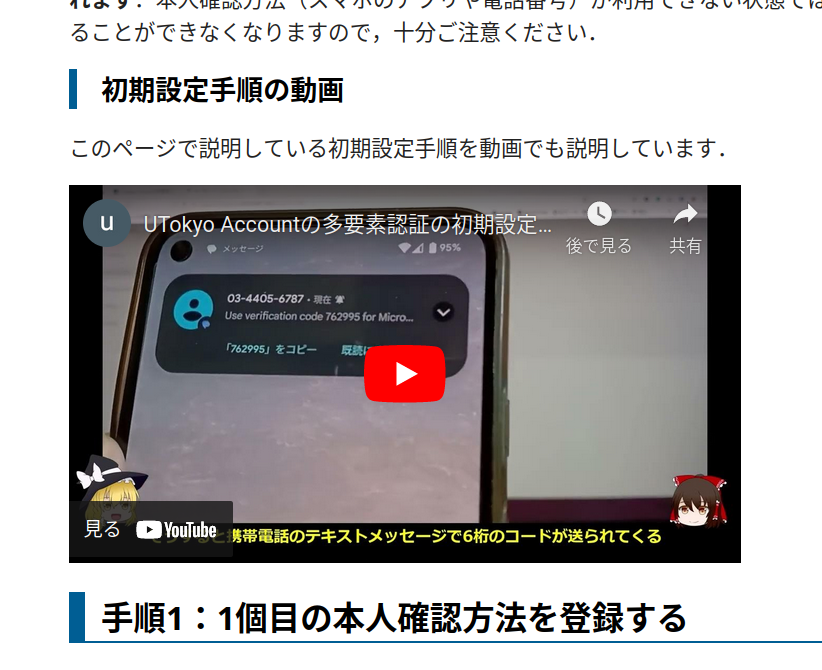 れます．本人確認方法（スマホのアプリや電話番号）が利用できない状態では
ることができなくなりますので，十分ご注意ください．
初期設定手順の動画
このページで説明している初期設定手順を動画でも説明しています．
u
UTokyo Accountの多要素認証の初期設定...
後で見る
共有
メッセージ
95%
03-4405-6787・現在
Use verification code 762995 for Micro...
「762995」をコピー
既読に
見る
YouTube
そうすると携帯電話のテキストメッセージで6桁のコードが送られてくる
手順1：1個目の本人確認方法を登録する